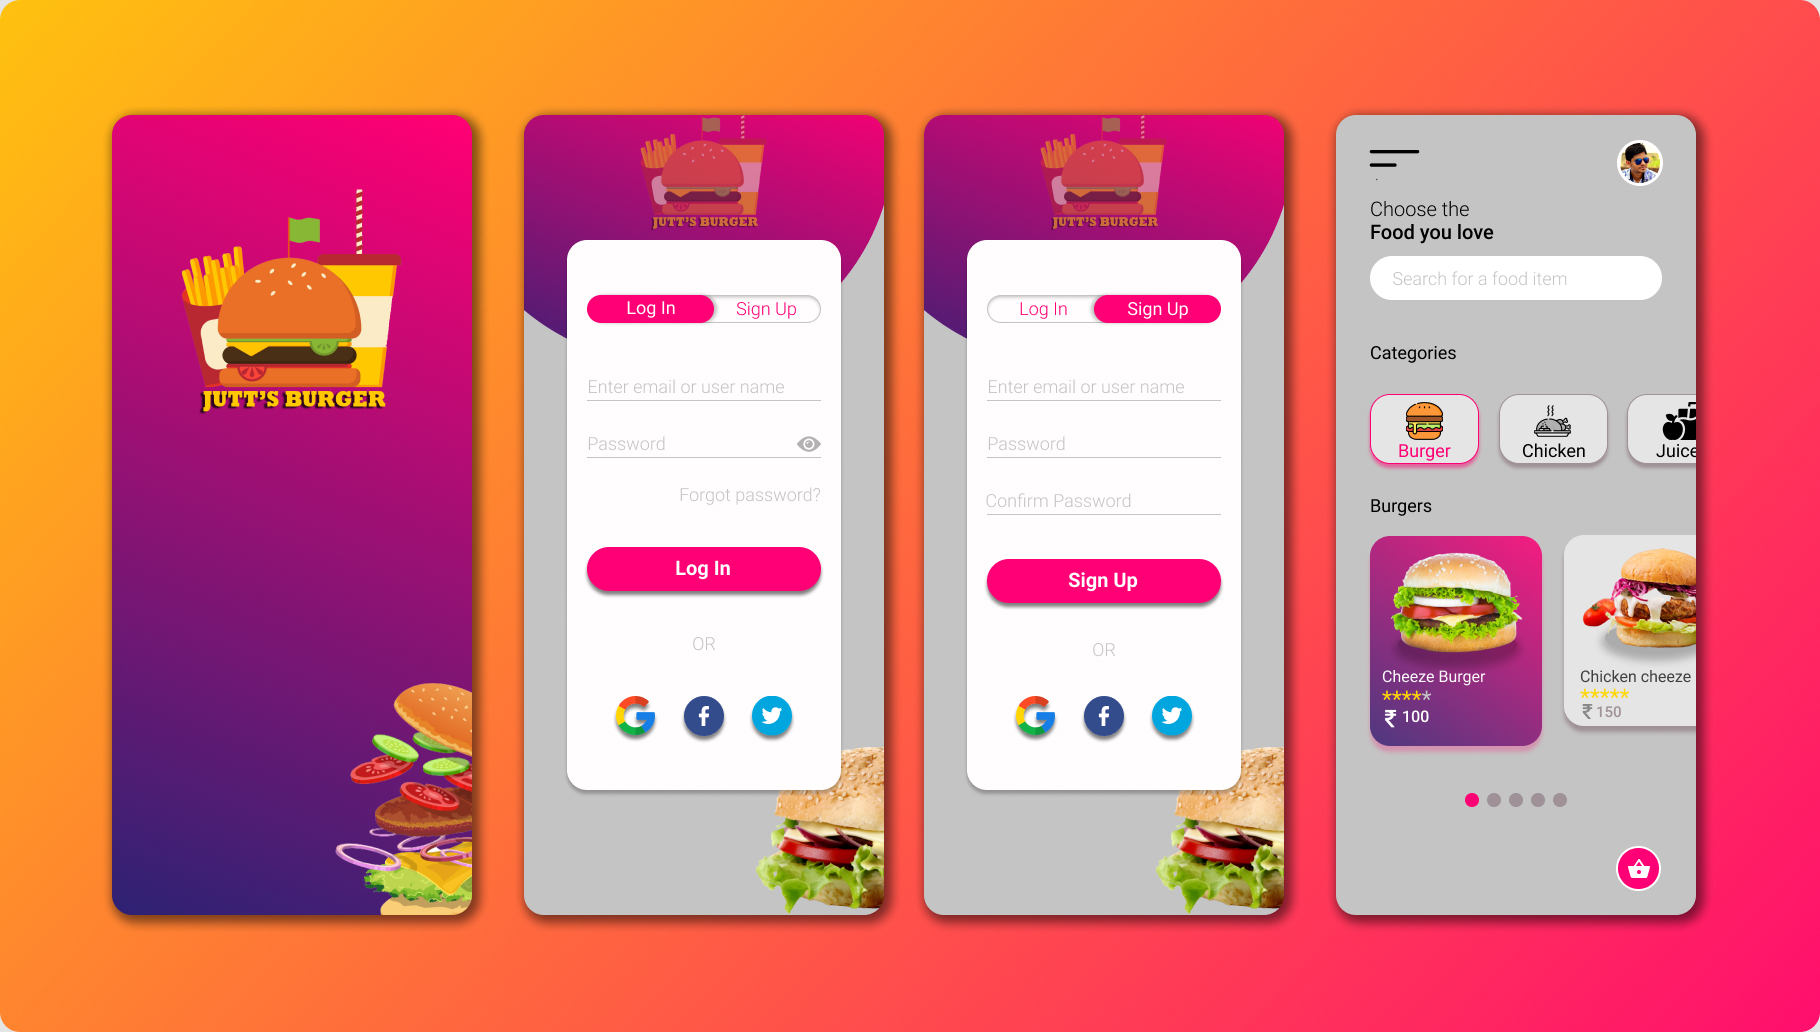 JUTT'S BURGER
JUTT'S BURGER
Log In
Sign Up
Enter email or user name
Password
Forgot password?
Log In
OR
JUTT'S BURGER
Log In
Sign Up
Enter email or user name
Password
Confirm Password
Sign Up
OR
Choose the
Food you love
Search for a food item
Categories
Burger
Chicken
Juice
Burgers
Cheeze Burger
₹ 100
Chicken cheeze
₹ 150